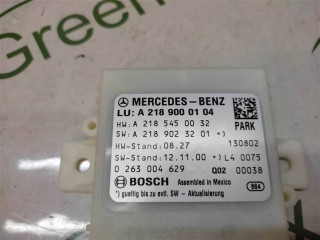 Green
MERCEDES-BENZ
LU: A 218 900 01 04
HW: A 218 545 00 32
PARK
SW: A 218 902 32 01 *)
HW-Stand: 08.27
130802
SW-Stand: 12.11.00 *) L4 0075
0 263 004 629
Q02 00038
BOSCH
Assembled in Mexico
994
*) gueltig bis zu evtl. SW - Aktualisierung